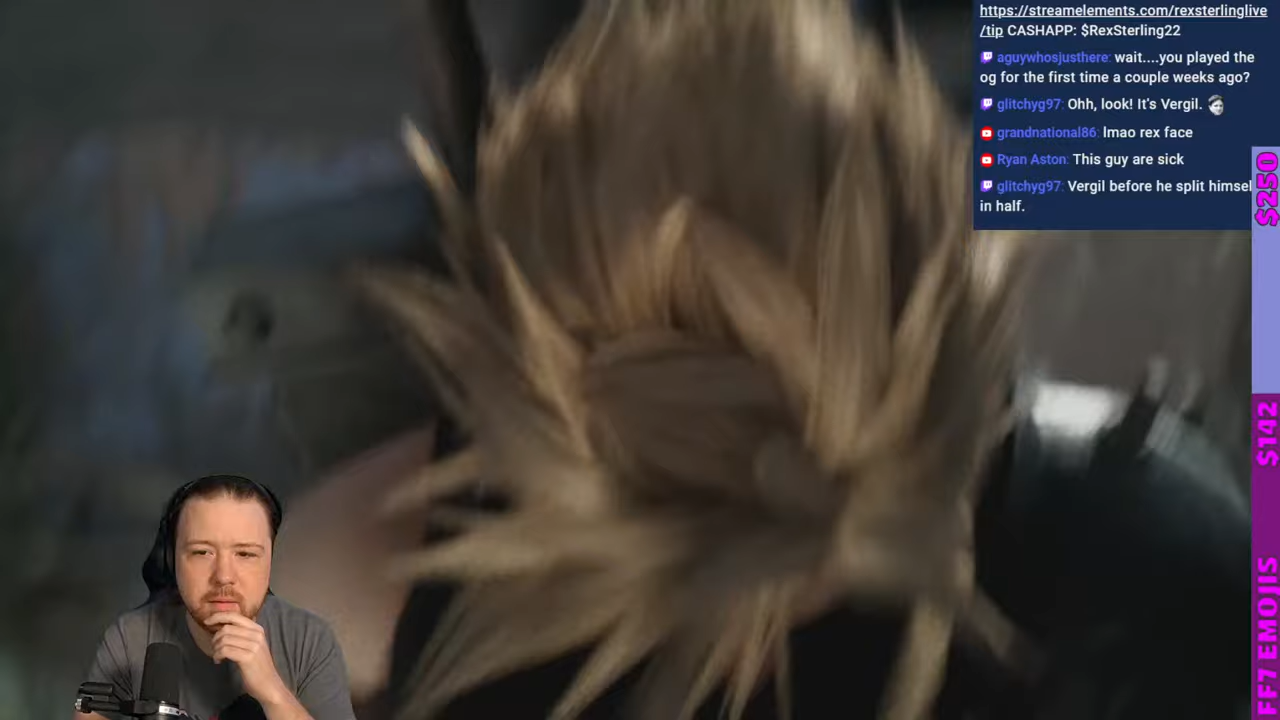 https://streamelements.com/rexsterlinglive
/tip CASHAPP: $RexSterling22
aguywhosjusthere: wait....you played the
og for the first time a couple weeks ago?
glitchyg97: Ohh, look! It's Vergil.
grandnational86: lmao rex face
Ryan Aston: This guy are sick
glitchyg97: Vergil before he split himsel
in half.
$250
$142
FF7 EMOJIS